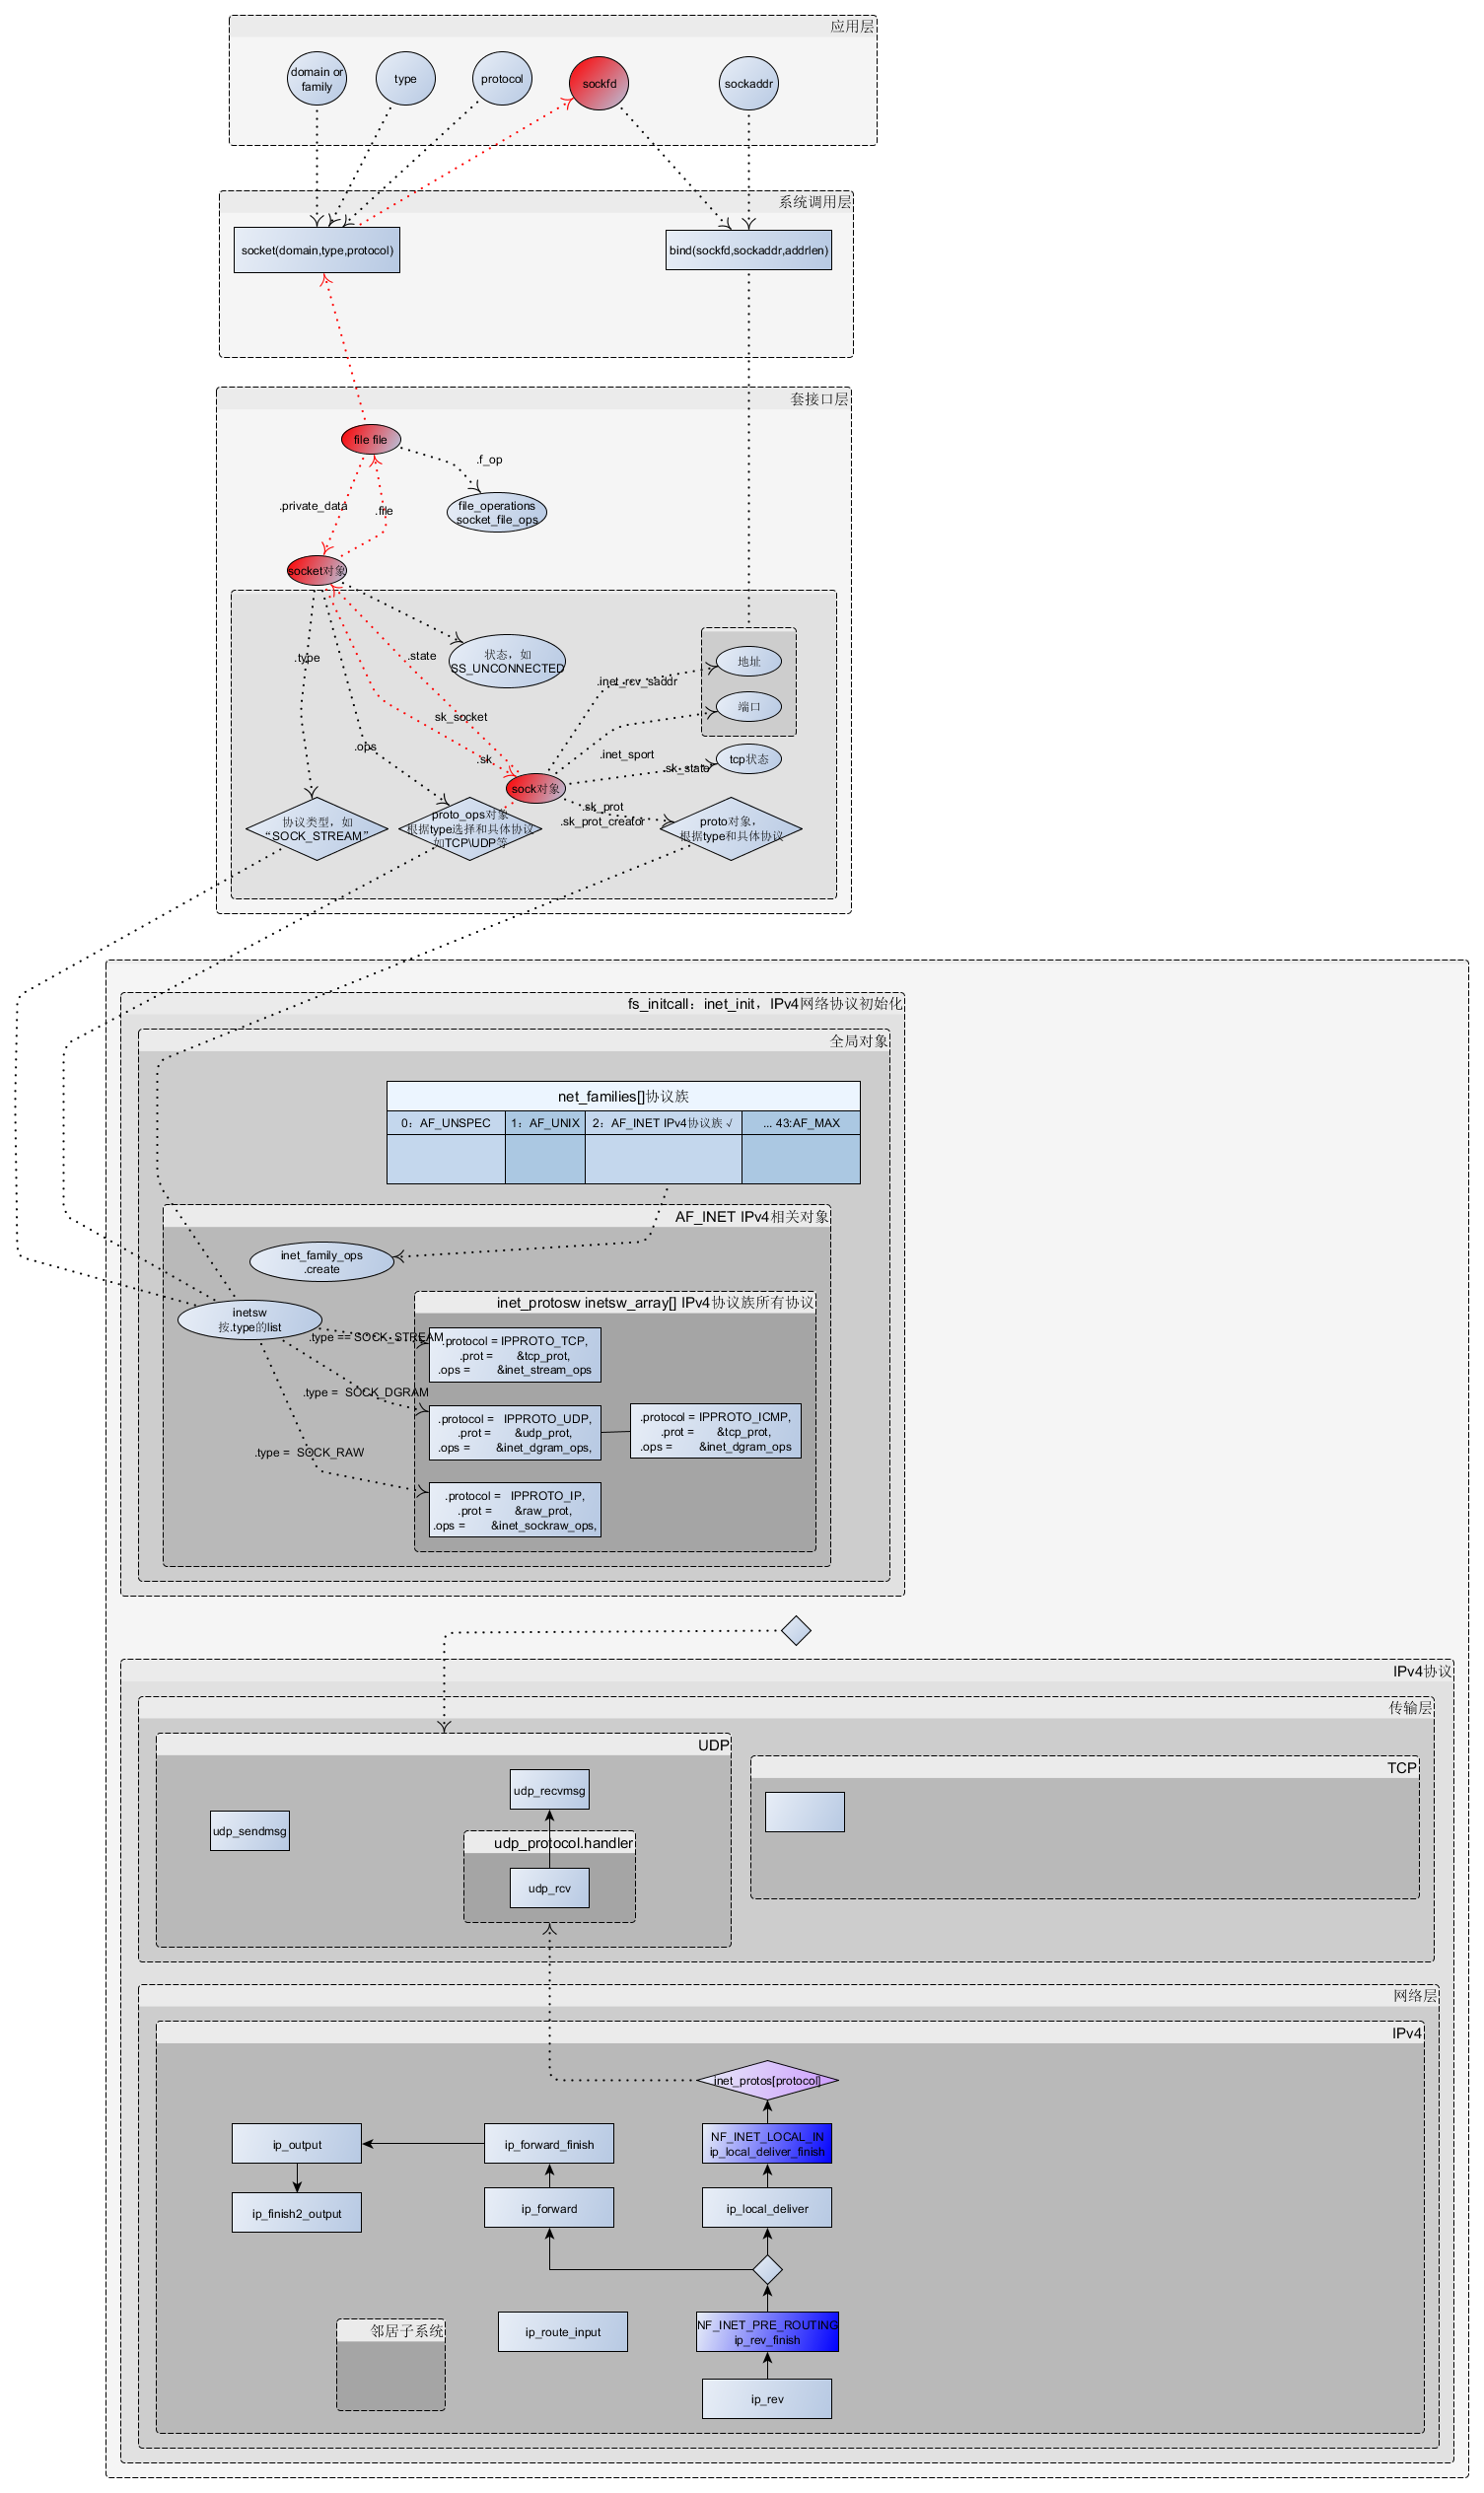 应用层
domain or
family
type
protocol
sockfd
sockaddr
系统调用层
socket(domain,type,protocol)
bind(sockfd,sockaddr,addrlen)
套接口层
file file
.f_op
.private_data
.file
file_operations
socket_file_ops
socket对象
.type
.state
状态，如
SS_UNCONNECTED
.inet_rcv_saddr
地址
端口
sk_socket
.ops
.sk
.inet_sport
.sk_state
tcp状态
sock对象
.sk_prot
.sk_prot_creator
协议类型，如
“SOCK_STREAM”
proto_ops对象
根据type选择和具体协议
如TCP\UDP等
proto对象，
根据type和具体协议
fs_initcall：inet_init，IPv4网络协议初始化
全局对象
net_families[]协议族
0：AF_UNSPEC
1：AF_UNIX
2：AF_INET IPv4协议族 √
... 43:AF_MAX
AF_INET IPv4相关对象
inet_family_ops
.create
inet_protosw inetsw_array[] IPv4协议族所有协议
inetsw
按.type的list
.type == SOCK_STREAM
.protocol = IPPROTO_TCP,
.prot = &tcp_prot,
.ops = &inet_stream_ops
.type = SOCK_DGRAM
.protocol = IPPROTO_UDP,
.prot = &udp_prot,
.ops = &inet_dgram_ops,
.protocol = IPPROTO_ICMP,
.prot = &tcp_prot,
.ops = &inet_dgram_ops
.type = SOCK_RAW
.protocol = IPPROTO_IP,
.prot = &raw_prot,
.ops = &inet_sockraw_ops,
IPv4协议
传输层
UDP
TCP
udp_recvmsg
udp_sendmsg
udp_protocol.handler
udp_rcv
网络层
IPv4
inet_protos[protocol]
ip_output
ip_forward_finish
NF_INET_LOCAL_IN
ip_local_deliver_finish
ip_finish2_output
ip_forward
ip_local_deliver
邻居子系统
ip_route_input
NF_INET_PRE_ROUTING
ip_rev_finish
ip_rev